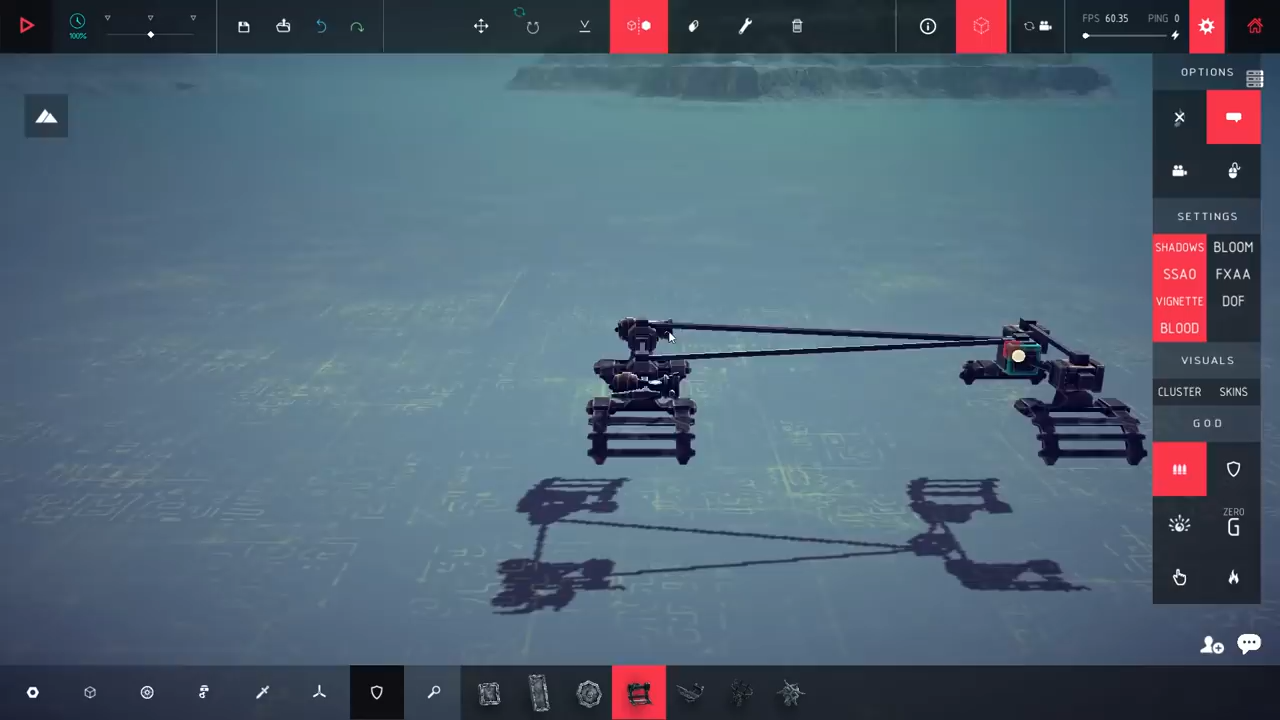 100%
FPS 60.35 PING 0
OPTIONS
SETTINGS
SHADOWS BLOOM
SSAO FXAA
VIGNETTE DOF
BLOOD
VISUALS
CLUSTER SKINS
GOD
ZERO
G